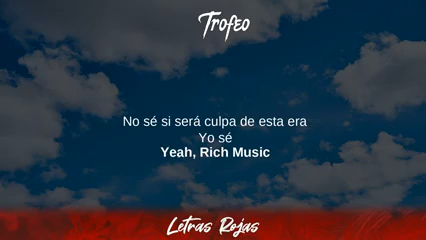 Trofeo
No sé si será culpa de esta era
Yo sé
Yeah, Rich Music
Letras Rojas